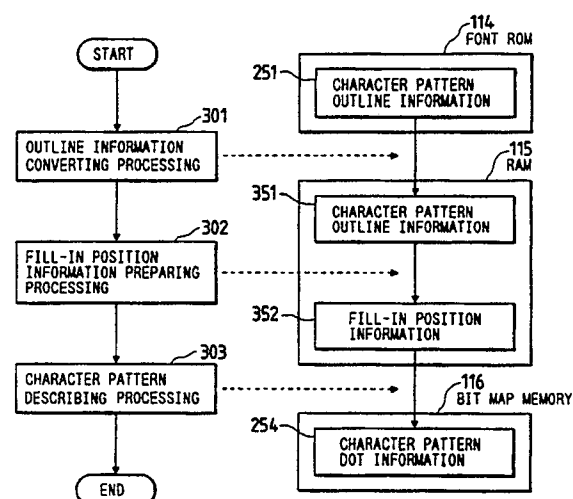 START
301
OUTLINE INFORMATION
CONVERTING PROCESSING
302
FILL-IN POSITION
INFORMATION PREPARING
PROCESSING
303
CHARACTER PATTERN
DESCRIBING PROCESSING
END
114
FONT ROM
251
CHARACTER PATTERN
OUTLINE INFORMATION
115
RAM
351
CHARACTER PATTERN
OUTLINE INFORMATION
352
FILL-IN POSITION
INFORMATION
116
BIT MAP MEMORY
254
CHARACTER PATTERN
DOT INFORMATION